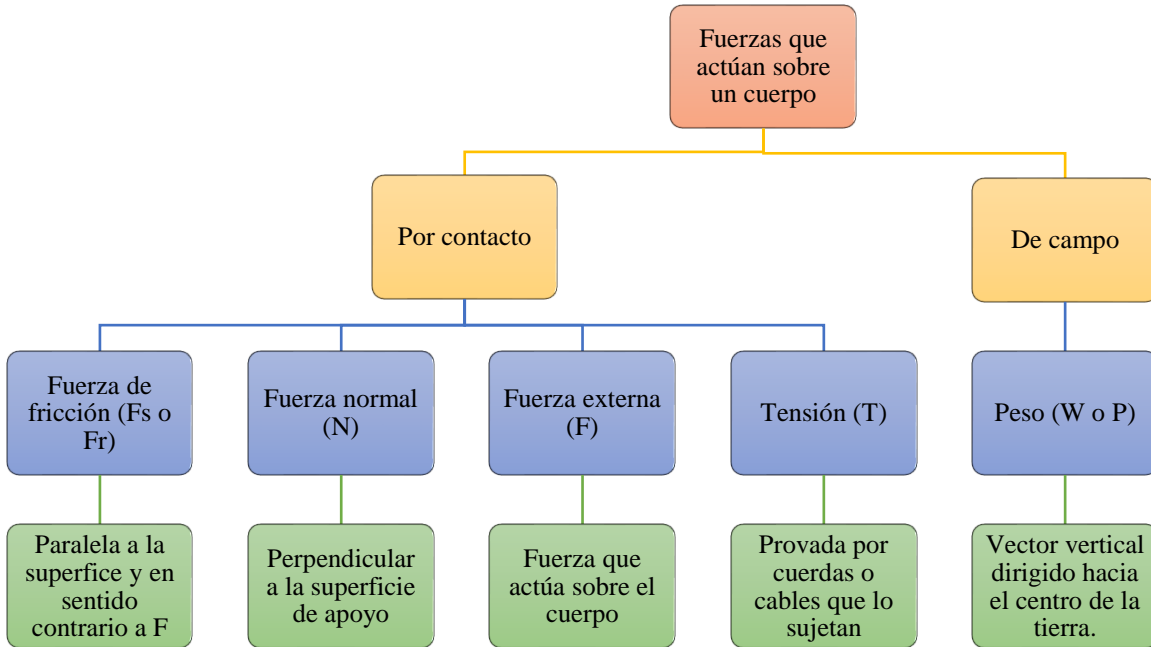 Fuerzas que
actúan sobre
un cuerpo
Por contacto
De campo
Fuerza de
fricción (Fs o
Fr)
Fuerza normal
(N)
Fuerza externa
(F)
Tensión (T)
Peso (W o P)
Paralela a la
superfice y en
sentido
contrario a F
Perpendicular
a la superficie
de apoyo
Fuerza que
actúa sobre el
cuerpo
Provada por
cuerdas o
cables que lo
sujetan
Vector vertical
dirigido hacia
el centro de la
tierra.